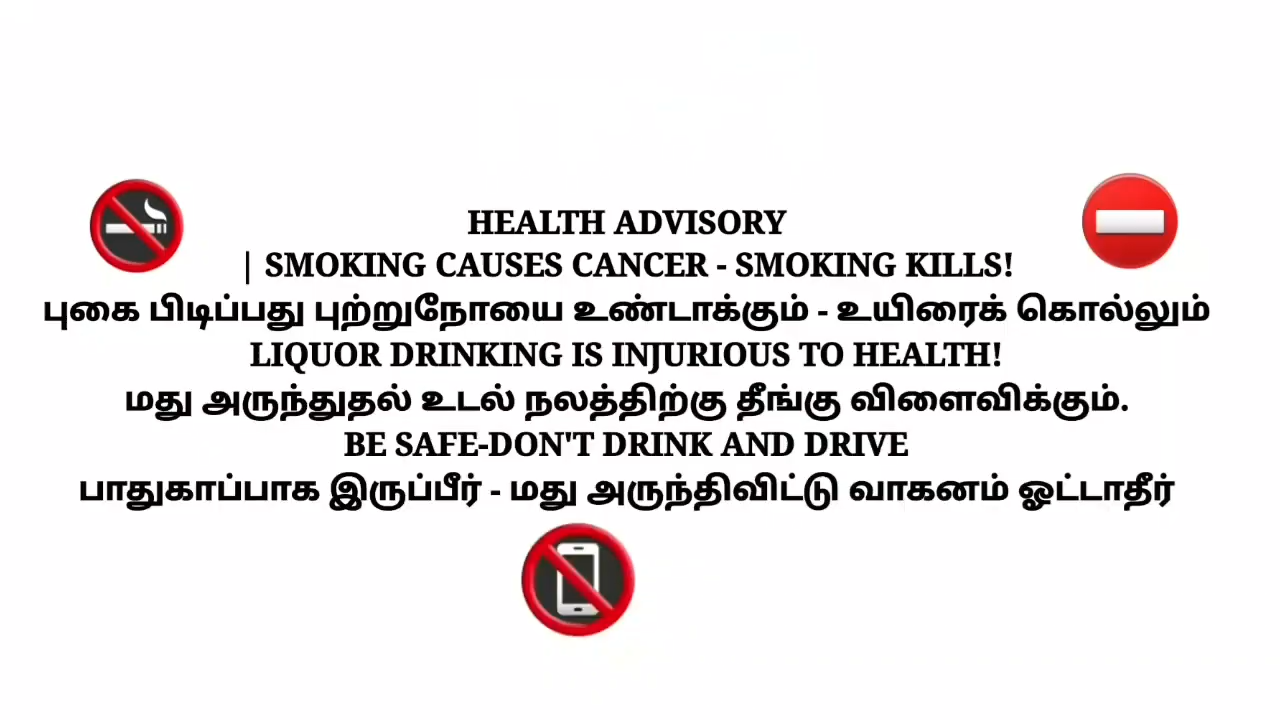 HEALTH ADVISORY
| SMOKING CAUSES CANCER - SMOKING KILLS!
புகை பிடிப்பது புற்றுநோயை உண்டாக்கும் - உயிரைக் கொல்லும்
LIQUOR DRINKING IS INJURIOUS TO HEALTH!
மது அருந்துதல் உடல் நலத்திற்கு தீங்கு விளைவிக்கும்.
BE SAFE-DON'T DRINK AND DRIVE
பாதுகாப்பாக இருப்பீர் - மது அருந்திவிட்டு வாகனம் ஓட்டாதீர்